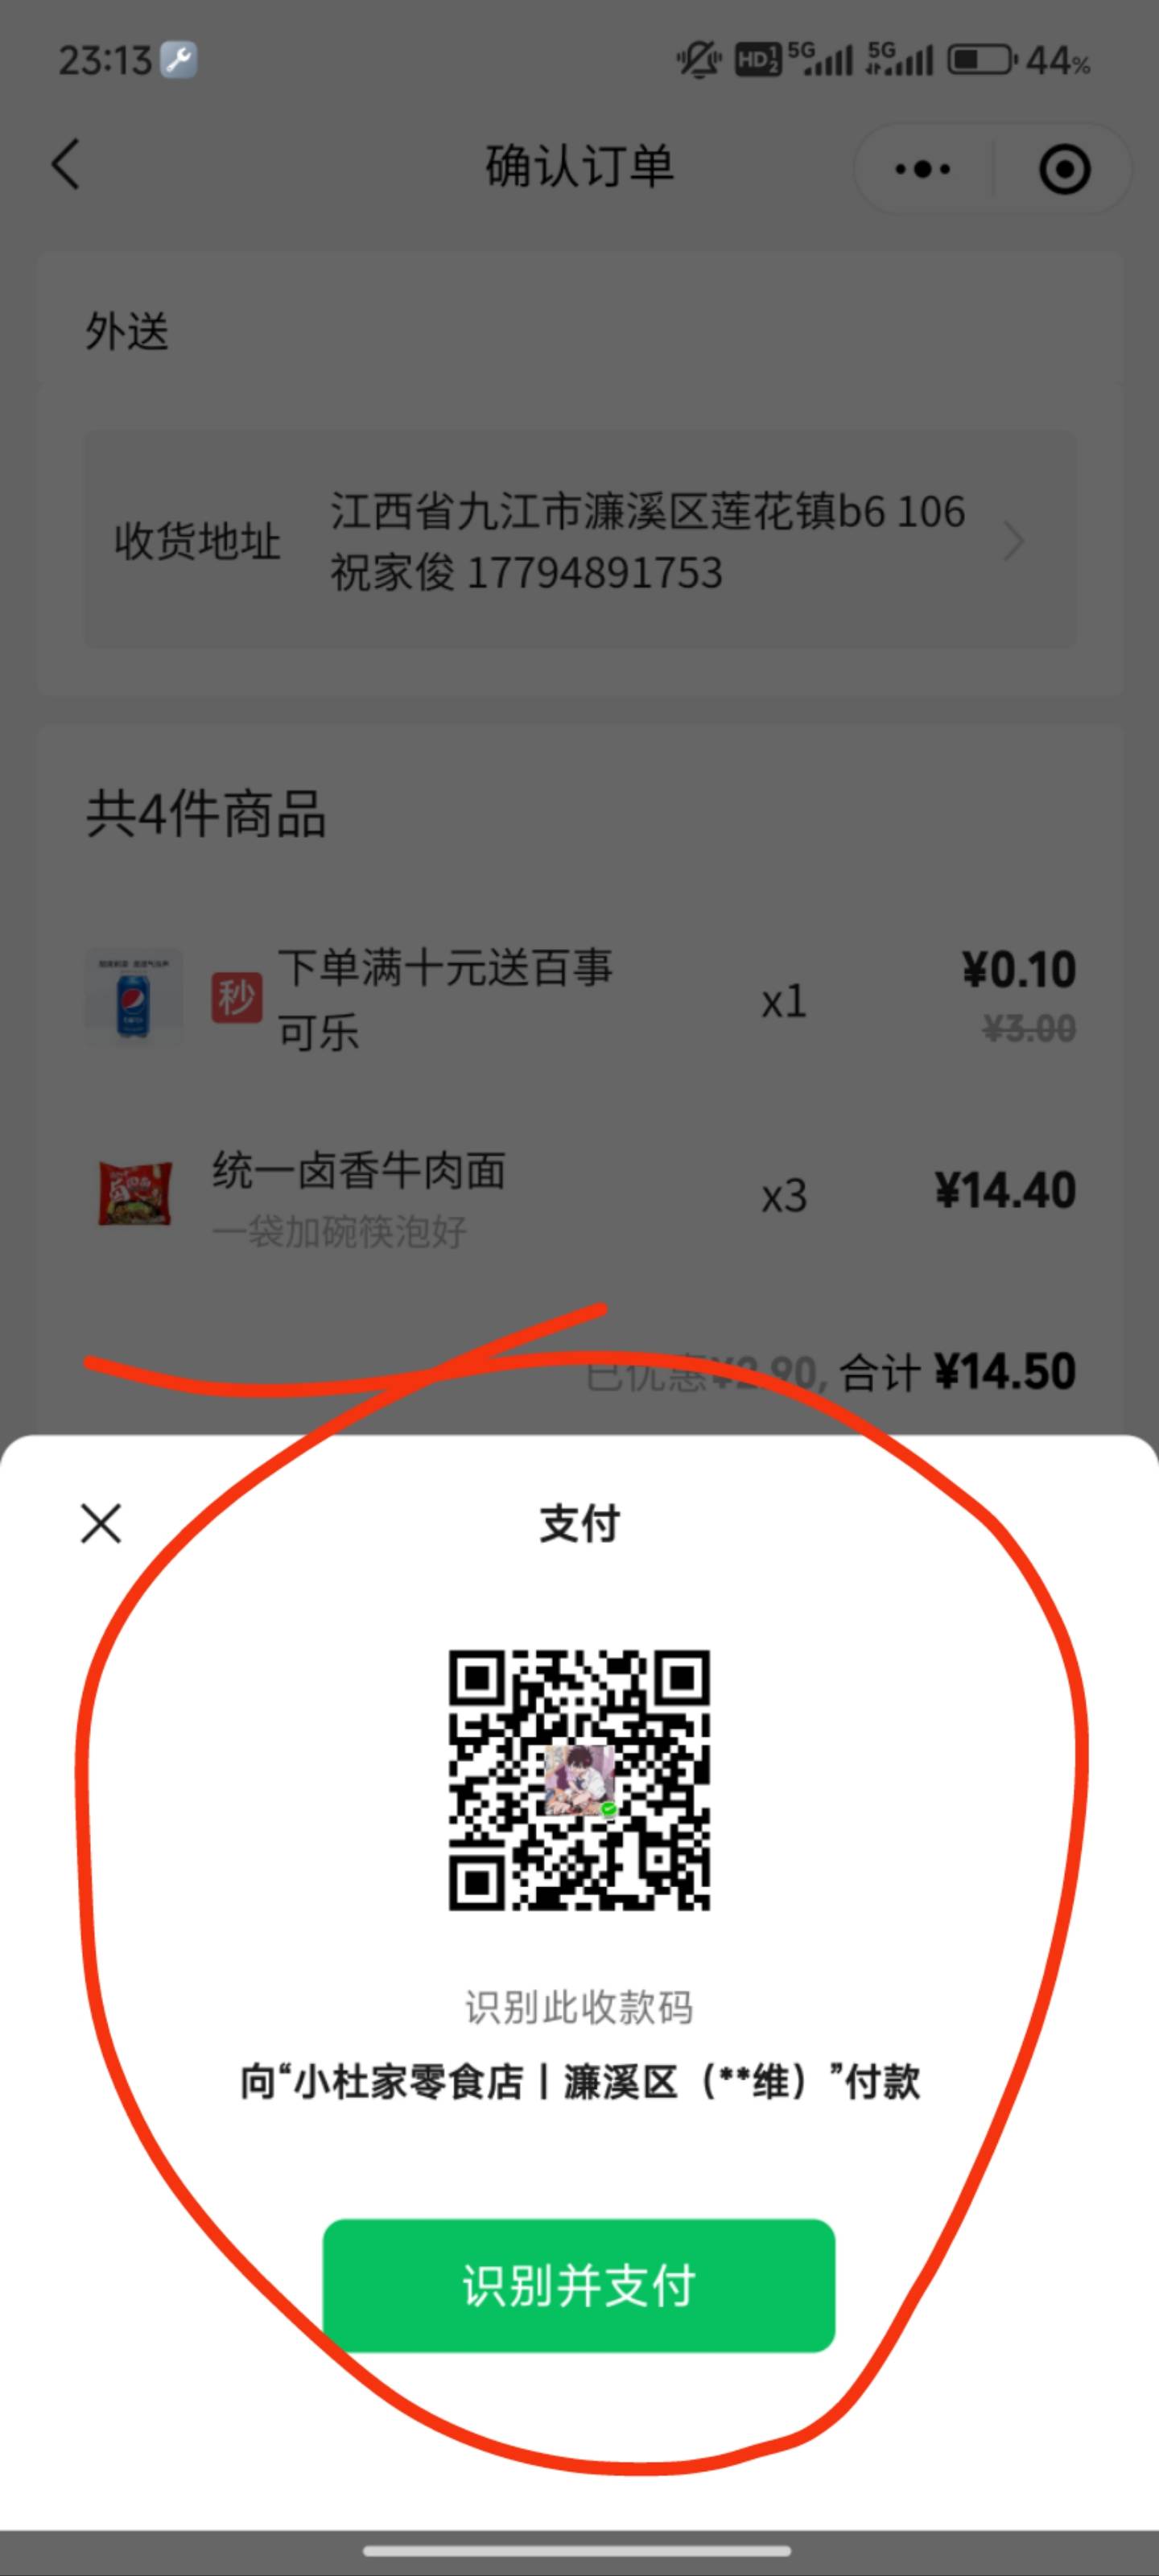 23:13 HD 1 2 5G 5G 44%
确认订单
外送
收货地址
江西省九江市濂溪区莲花镇b6 106
祝家俊 17794891753
共4件商品
秒 下单满十元送百事
可乐
x1
¥0.10
¥3.00
统一卤香牛肉面
一袋加碗筷泡好
x3
¥14.40
已优惠¥2.90, 合计 ¥14.50
支付
识别此收款码
向“小杜家零食店丨濂溪区（**维）”付款
识别并支付